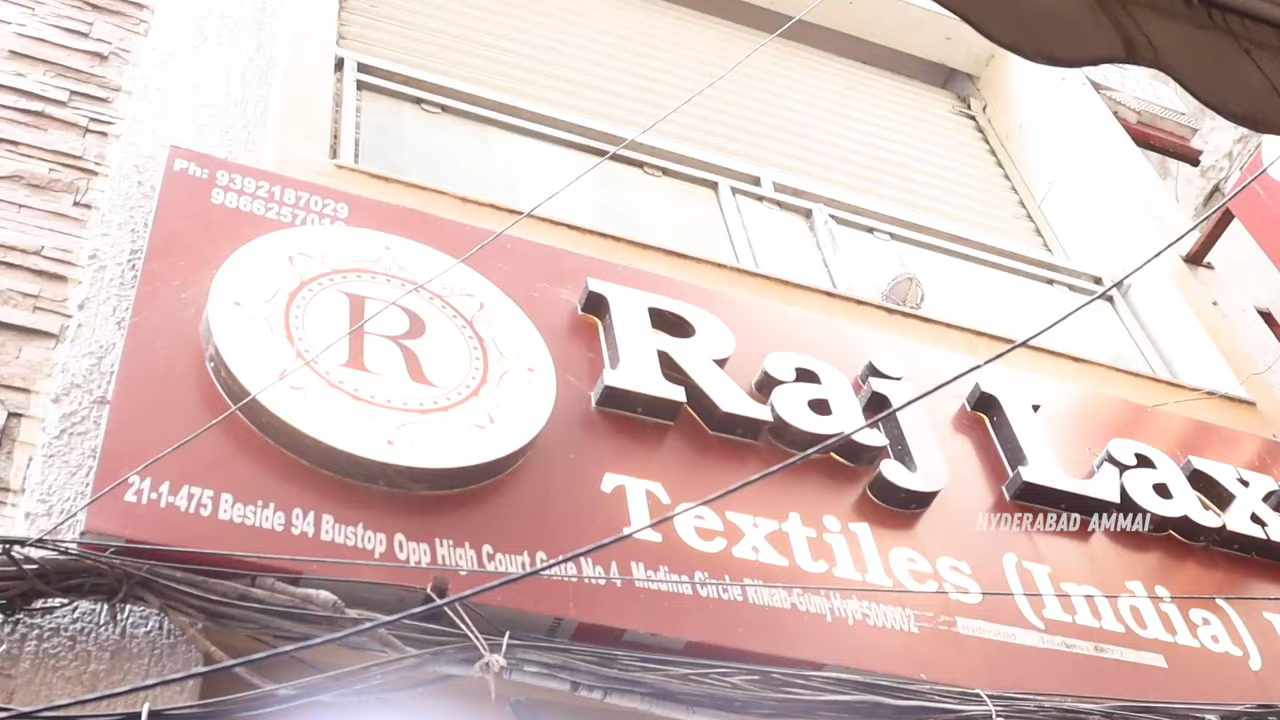 Ph: 9392187029
R
Raj Lax
Textiles (India)
21-1-475 Beside 94 Bustop Opp High Court Gate No 4 Madina Circle Rikab-Gunj Hyd 500002
Hyderabad
HYDERABAD AMMAI